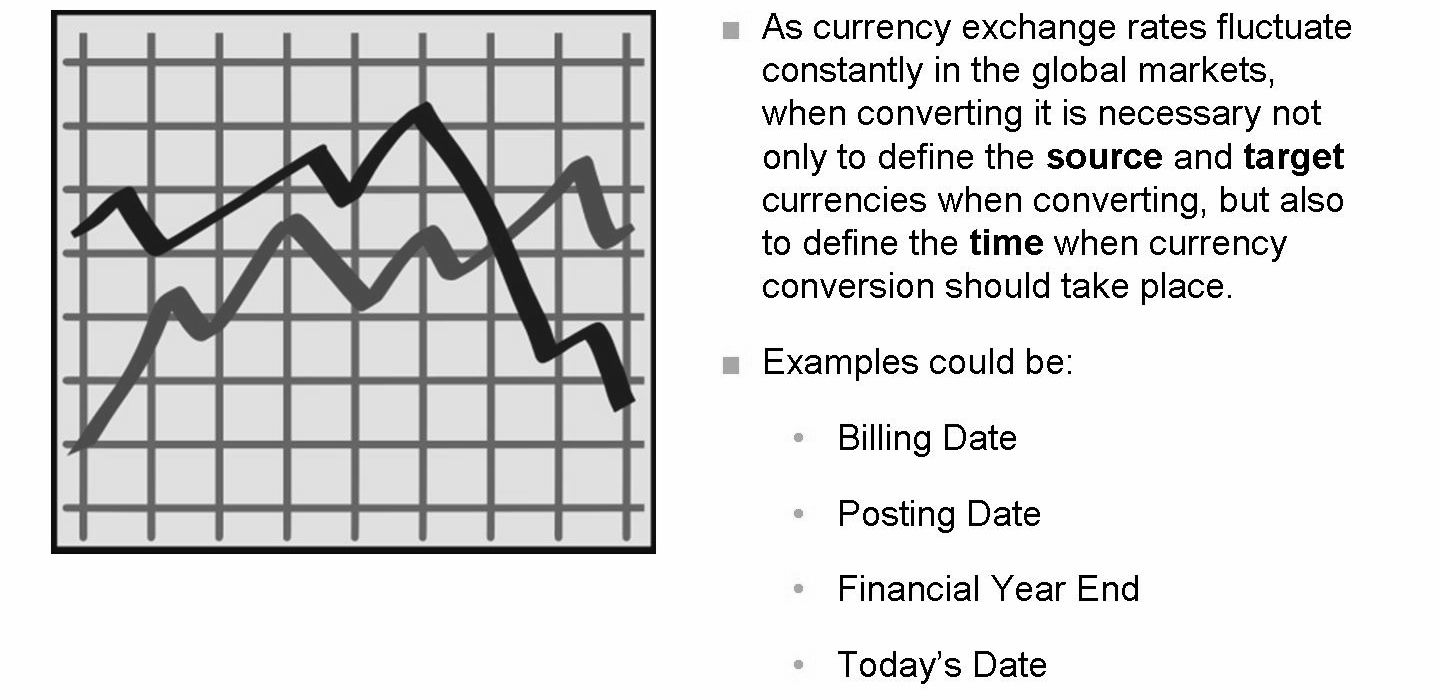 As currency exchange rates fluctuate
constantly in the global markets,
when converting it is necessary not
only to define the source and target
currencies when converting, but also
to define the time when currency
conversion should take place.
Examples could be:
Billing Date
Posting Date
Financial Year End
Today’s Date